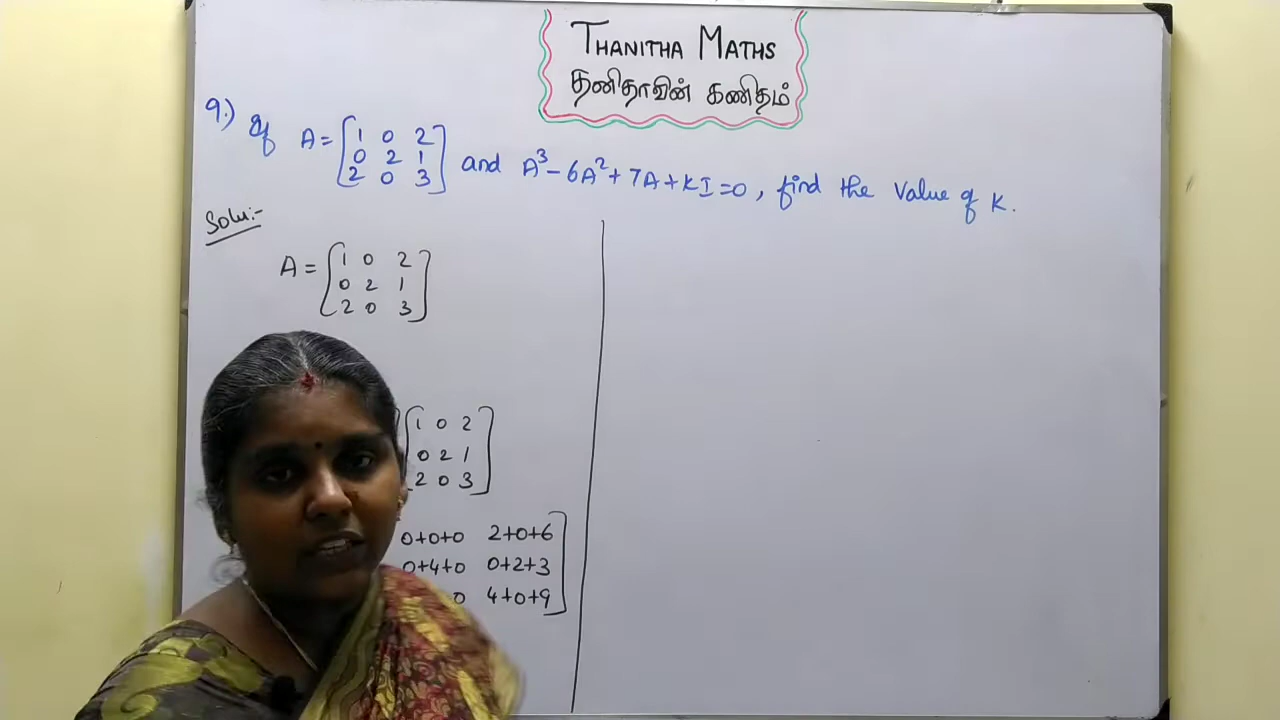 THANITHA MATHS
தனிதாவின் கணிதம்
9.) If A = [1 0 2
0 2 1
2 0 3] and A³ - 6A² + 7A + KI = 0, find the value of K.
Solu:-
A = [1 0 2
0 2 1
2 0 3]
[1 0 2
0 2 1
2 0 3]
0+0+0 2+0+6
0+4+0 0+2+3
0 4+0+9]